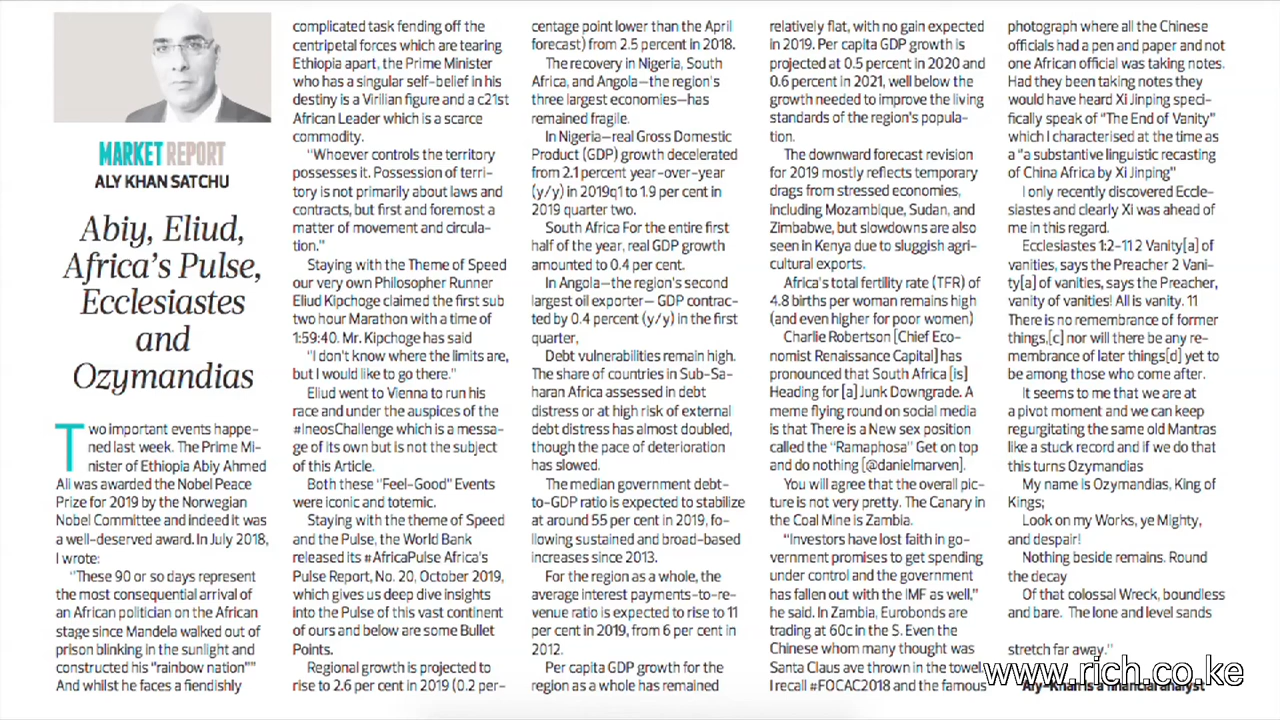 MARKET REPORT
ALY KHAN SATCHU
Abiy, Eliud,
Africa's Pulse,
Ecclesiastes
and
Ozymandias
Two important events happe-
ned last week. The Prime Mi-
nister of Ethiopia Abiy Ahmed
Ali was awarded the Nobel Peace
Prize for 2019 by the Norwegian
Nobel Committee and indeed it was
a well-deserved award. In July 2018,
I wrote:
"These 90 or so days represent
the most consequential arrival of
an African politician on the African
stage since Mandela walked out of
prison blinking in the sunlight and
constructed his "rainbow nation""
And whilst he faces a fiendishly
complicated task fending off the
centripetal forces which are tearing
Ethiopia apart, the Prime Minister
who has a singular self-belief in his
destiny is a Virilian figure and a c21st
African Leader which is a scarce
commodity.
"Whoever controls the territory
possesses it. Possession of terri-
tory is not primarily about laws and
contracts, but first and foremost a
matter of movement and circula-
tion."
Staying with the Theme of Speed
our very own Philosopher Runner
Eliud Kipchoge claimed the first sub
two hour Marathon with a time of
1:59:40. Mr. Kipchoge has said
"I don't know where the limits are,
but I would like to go there."
Eliud went to Vienna to run his
race and under the auspices of the
#IneosChallenge which is a messa-
ge of its own but is not the subject
of this Article.
Both these "Feel-Good" Events
were iconic and totemic.
Staying with the theme of Speed
and the Pulse, the World Bank
released its #AfricaPulse Africa's
Pulse Report, No. 20, October 2019,
which gives us deep dive insights
into the Pulse of this vast continent
of ours and below are some Bullet
Points.
Regional growth is projected to
rise to 2.6 per cent in 2019 (0.2 per-
centage point lower than the April
forecast) from 2.5 percent in 2018.
The recovery in Nigeria, South
Africa, and Angola—the region's
three largest economies—has
remained fragile.
In Nigeria—real Gross Domestic
Product (GDP) growth decelerated
from 2.1 percent year-over-year
(y/y) in 2019q1 to 1.9 per cent in
2019 quarter two.
South Africa For the entire first
half of the year, real GDP growth
amounted to 0.4 per cent.
In Angola—the region's second
largest oil exporter— GDP contrac-
ted by 0.4 percent (y/y) in the first
quarter,
Debt vulnerabilities remain high.
The share of countries in Sub-Sa-
haran Africa assessed in debt
distress or at high risk of external
debt distress has almost doubled,
though the pace of deterioration
has slowed.
The median government debt-
to-GDP ratio is expected to stabilize
at around 55 per cent in 2019, fo-
llowing sustained and broad-based
increases since 2013.
For the region as a whole, the
average interest payments-to-re-
venue ratio is expected to rise to 11
per cent in 2019, from 6 per cent in
2012.
Per capita GDP growth for the
region as a whole has remained
relatively flat, with no gain expected
in 2019. Per capita GDP growth is
projected at 0.5 percent in 2020 and
0.6 percent in 2021, well below the
growth needed to improve the living
standards of the region's popula-
tion.
The downward forecast revision
for 2019 mostly reflects temporary
drags from stressed economies,
including Mozambique, Sudan, and
Zimbabwe, but slowdowns are also
seen in Kenya due to sluggish agri-
cultural exports.
Africa's total fertility rate (TFR) of
4.8 births per woman remains high
(and even higher for poor women)
Charlie Robertson [Chief Eco-
nomist Renaissance Capital] has
pronounced that South Africa [is]
Heading for [a] Junk Downgrade. A
meme flying round on social media
is that There is a New sex position
called the "Ramaphosa" Get on top
and do nothing [@danielmarven].
You will agree that the overall pic-
ture is not very pretty. The Canary in
the Coal Mine is Zambia.
"Investors have lost faith in go-
vernment promises to get spending
under control and the government
has fallen out with the IMF as well,"
he said. In Zambia, Eurobonds are
trading at 60c in the S. Even the
Chinese whom many thought was
Santa Claus ave thrown in the towel
I recall #FOCAC2018 and the famous
photograph where all the Chinese
officials had a pen and paper and not
one African official was taking notes.
Had they been taking notes they
would have heard Xi Jinping speci-
fically speak of "The End of Vanity"
which I characterised at the time as
a "a substantive linguistic recasting
of China Africa by Xi Jinping"
I only recently discovered Eccle-
siastes and clearly Xi was ahead of
me in this regard.
Ecclesiastes 1:2-11 2 Vanity[a] of
vanities, says the Preacher 2 Vani-
ty[a] of vanities, says the Preacher,
vanity of vanities! All is vanity. 11
There is no remembrance of former
things,[c] nor will there be any re-
membrance of later things[d] yet to
be among those who come after.
It seems to me that we are at
a pivot moment and we can keep
regurgitating the same old Mantras
like a stuck record and if we do that
this turns Ozymandias
My name is Ozymandias, King of
Kings;
Look on my Works, ye Mighty,
and despair!
Nothing beside remains. Round
the decay
Of that colossal Wreck, boundless
and bare. The lone and level sands
stretch far away."
www.rich.co.ke
Aly-Khan is a financial analyst